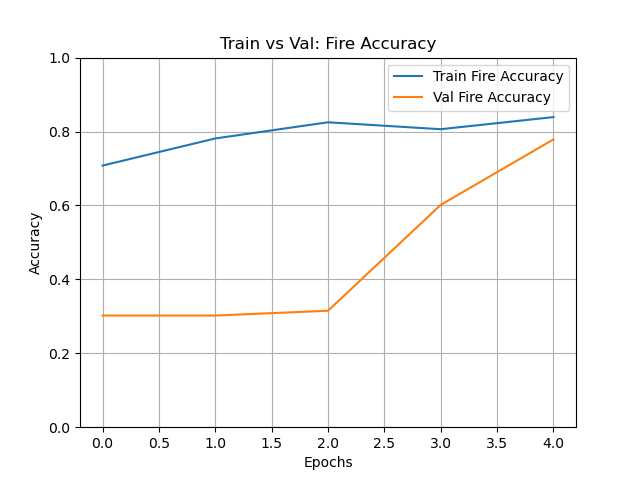 Train vs Val: Fire Accuracy
Train Fire Accuracy
Val Fire Accuracy
Accuracy
1.0
0.8
0.6
0.4
0.2
0.0
0.0 0.5 1.0 1.5 2.0 2.5 3.0 3.5 4.0
Epochs